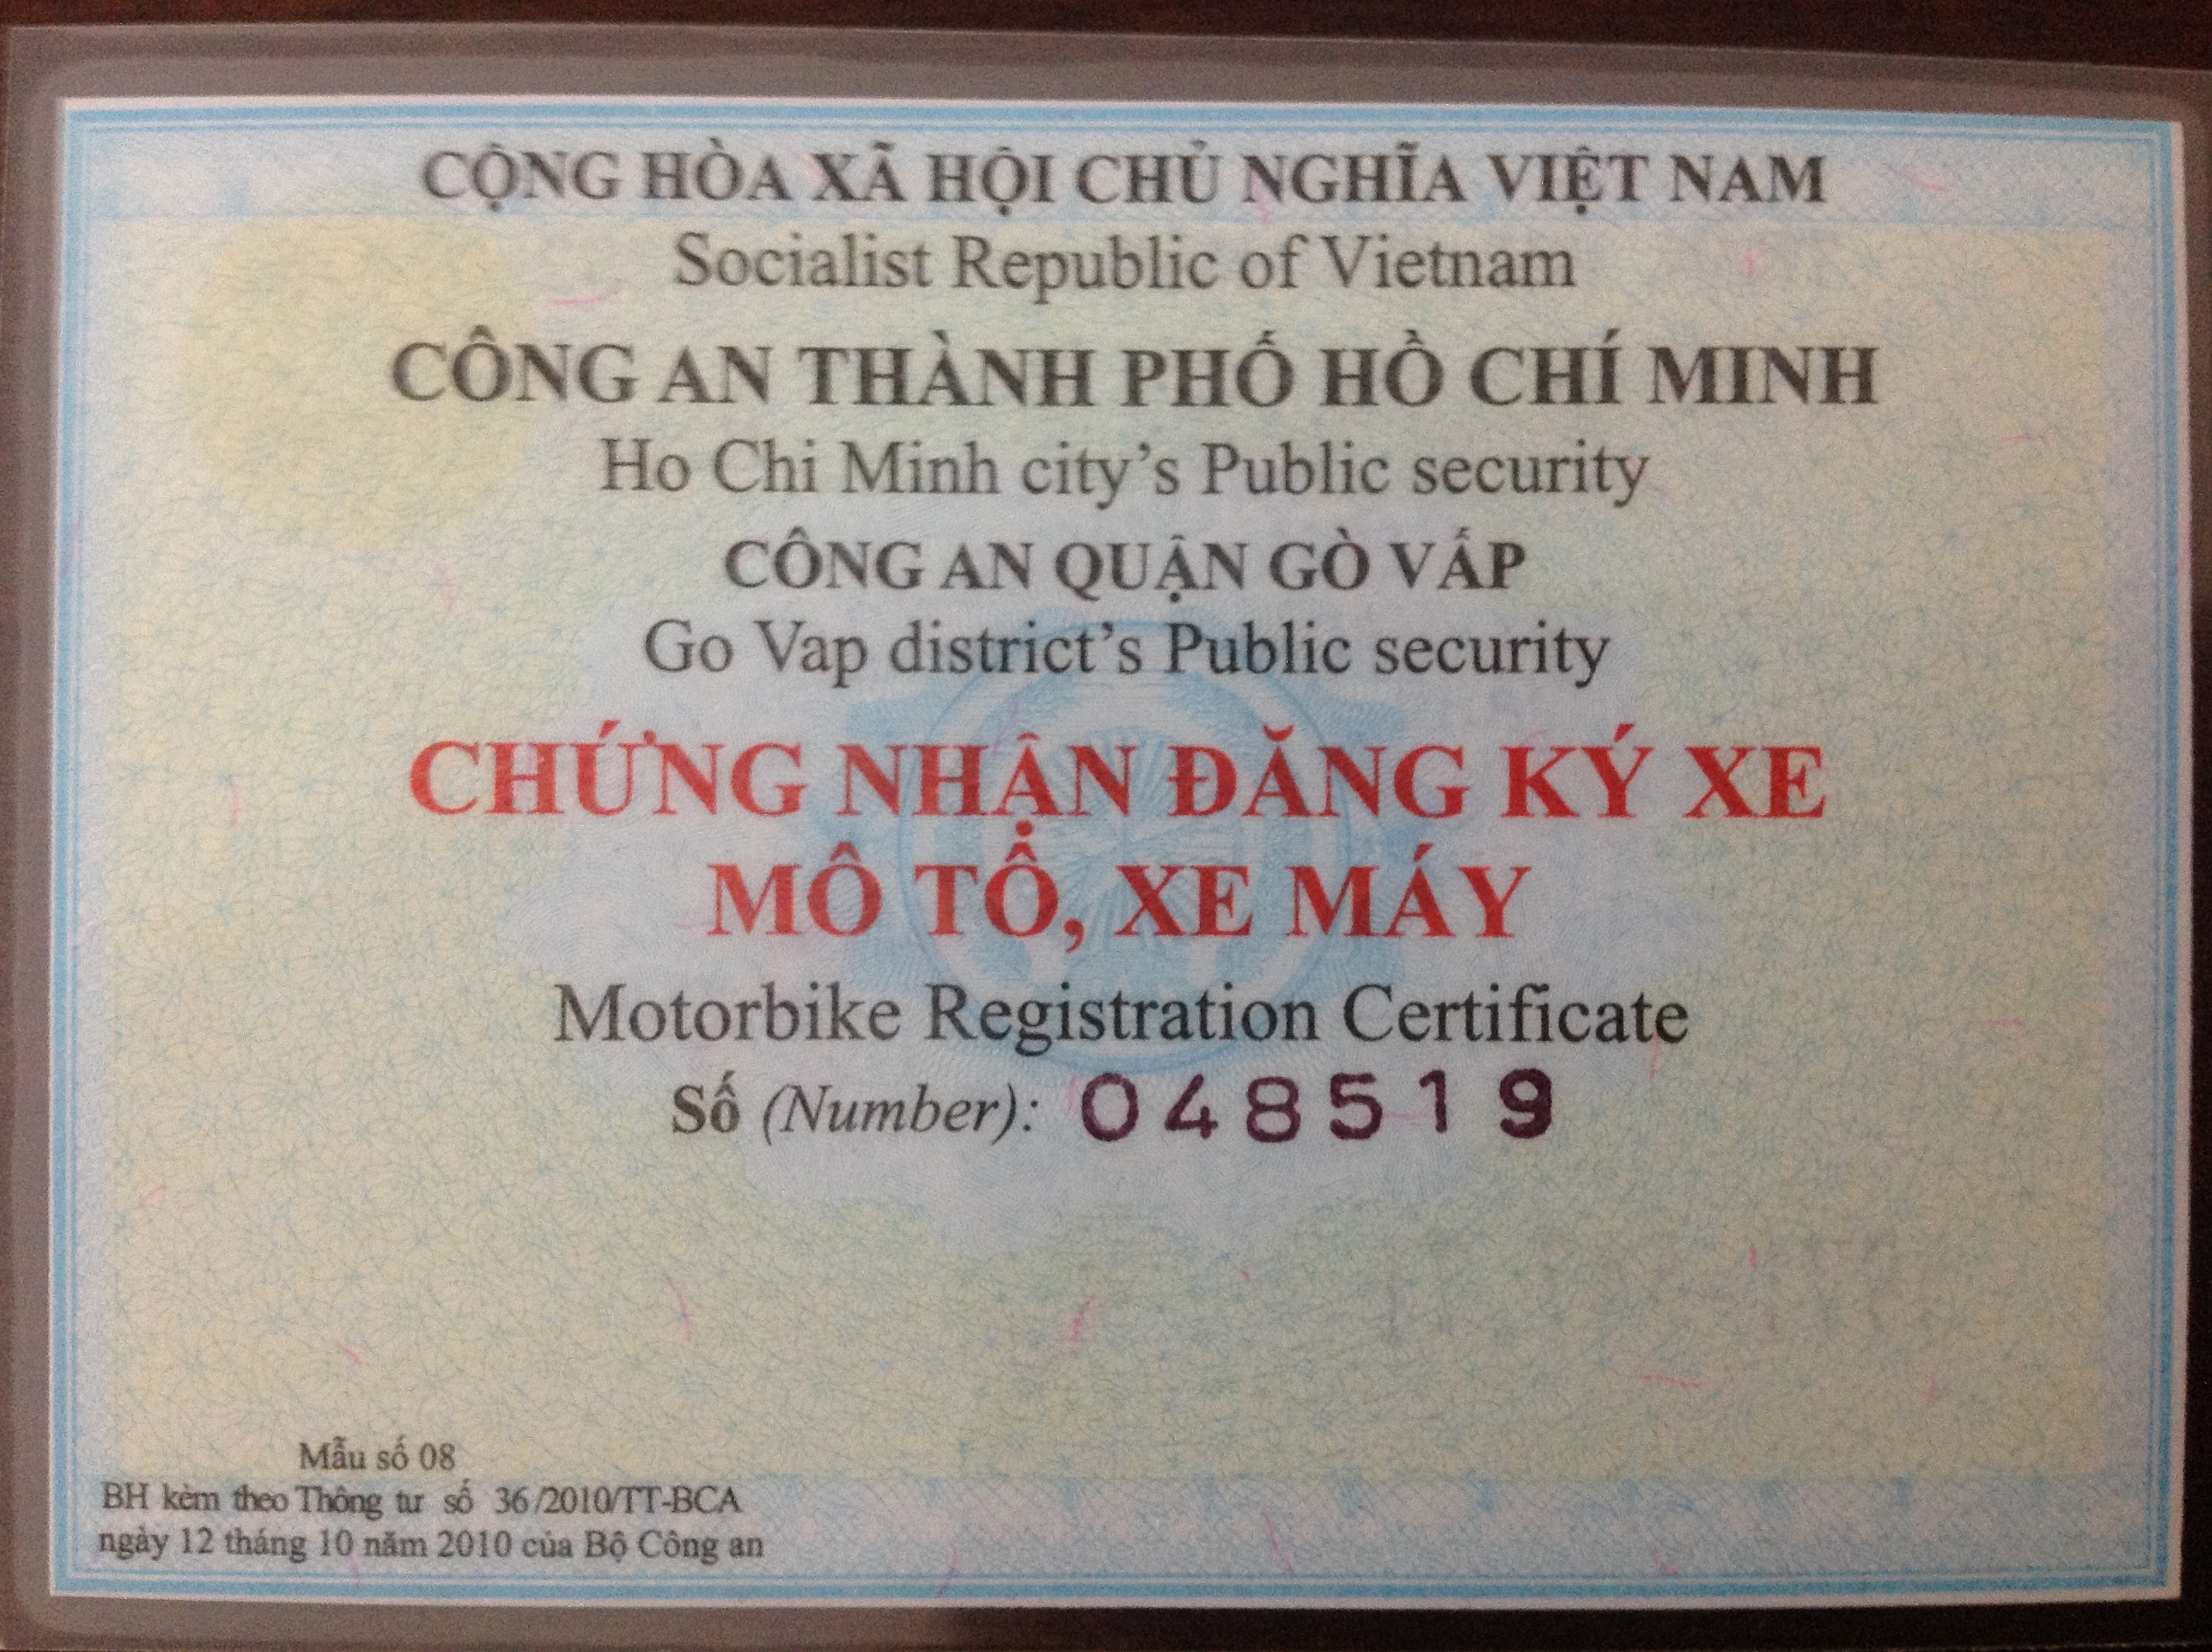 CỘNG HÒA XÃ HỘI CHỦ NGHĨA VIỆT NAM
Socialist Republic of Vietnam
CÔNG AN THÀNH PHỐ HỒ CHÍ MINH
Ho Chi Minh city’s Public security
CÔNG AN QUẬN GÒ VẤP
Go Vap district’s Public security
CHỨNG NHẬN ĐĂNG KÝ XE
MÔ TÔ, XE MÁY
Motorbike Registration Certificate
Số (Number): 048519
Mẫu số 08
BH kèm theo Thông tư số 36/2010/TT-BCA
ngày 12 tháng 10 năm 2010 của Bộ Công an